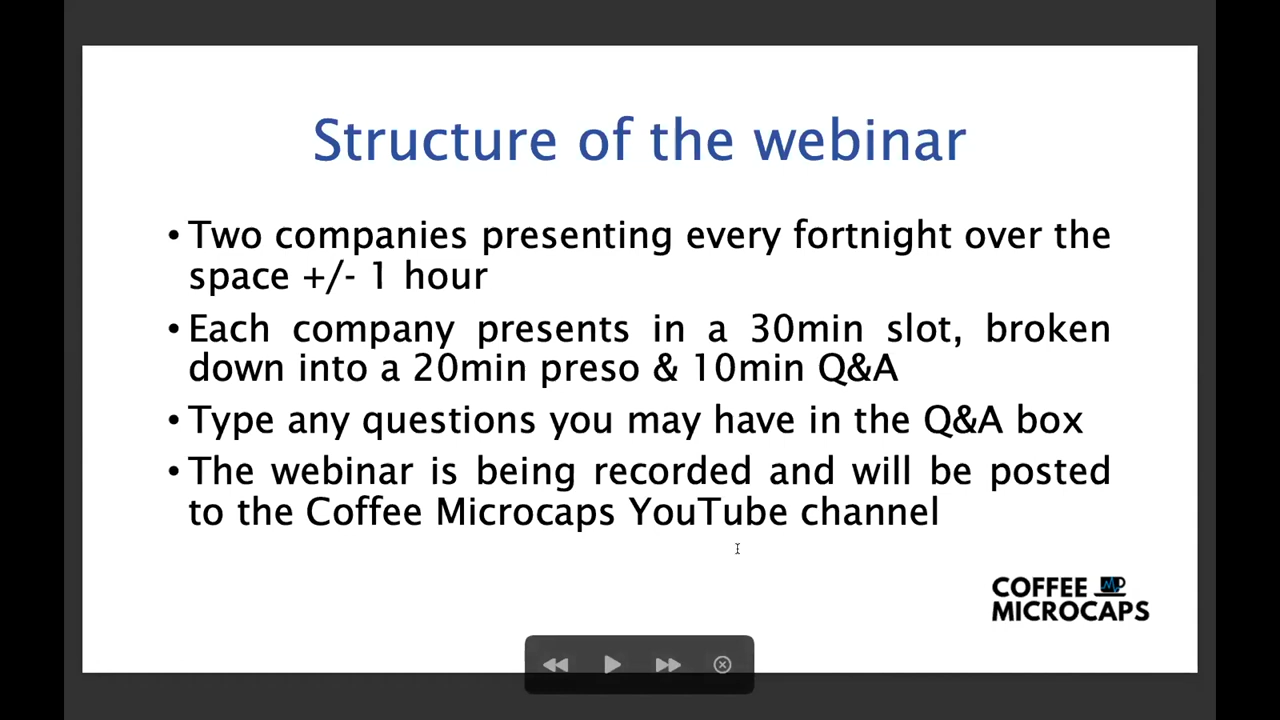 Structure of the webinar
• Two companies presenting every fortnight over the
space +/- 1 hour
• Each company presents in a 30min slot, broken
down into a 20min preso & 10min Q&A
• Type any questions you may have in the Q&A box
• The webinar is being recorded and will be posted
to the Coffee Microcaps YouTube channel
COFFEE
MICROCAPS